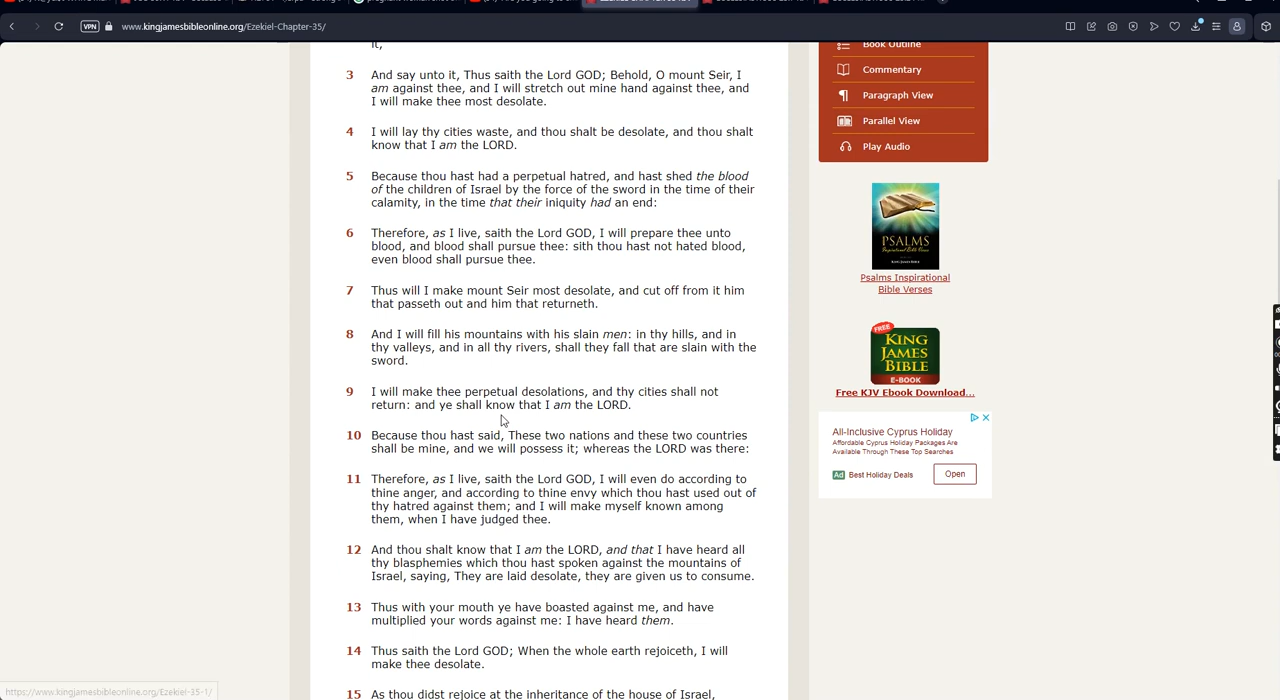 VPN
www.kingjamesbibleonline.org/Ezekiel-Chapter-35/
it,
3 And say unto it, Thus saith the Lord GOD; Behold, O mount Seir, I
am against thee, and I will stretch out mine hand against thee, and
I will make thee most desolate.
4 I will lay thy cities waste, and thou shalt be desolate, and thou shalt
know that I am the LORD.
5 Because thou hast had a perpetual hatred, and hast shed the blood
of the children of Israel by the force of the sword in the time of their
calamity, in the time that their iniquity had an end:
6 Therefore, as I live, saith the Lord GOD, I will prepare thee unto
blood, and blood shall pursue thee: sith thou hast not hated blood,
even blood shall pursue thee.
7 Thus will I make mount Seir most desolate, and cut off from it him
that passeth out and him that returneth.
8 And I will fill his mountains with his slain men: in thy hills, and in
thy valleys, and in all thy rivers, shall they fall that are slain with the
sword.
9 I will make thee perpetual desolations, and thy cities shall not
return: and ye shall know that I am the LORD.
10 Because thou hast said, These two nations and these two countries
shall be mine, and we will possess it; whereas the LORD was there:
11 Therefore, as I live, saith the Lord GOD, I will even do according to
thine anger, and according to thine envy which thou hast used out of
thy hatred against them; and I will make myself known among
them, when I have judged thee.
12 And thou shalt know that I am the LORD, and that I have heard all
thy blasphemies which thou hast spoken against the mountains of
Israel, saying, They are laid desolate, they are given us to consume.
13 Thus with your mouth ye have boasted against me, and have
multiplied your words against me: I have heard them.
14 Thus saith the Lord GOD; When the whole earth rejoiceth, I will
make thee desolate.
15 As thou didst rejoice at the inheritance of the house of Israel,
Book Outline
Commentary
Paragraph View
Parallel View
Play Audio
PSALMS
Psalms Inspirational
Bible Verses
FREE
KING
JAMES
BIBLE
E-BOOK
Free KJV Ebook Download...
All-Inclusive Cyprus Holiday
Affordable Cyprus Holiday Packages Are
Available Through These Top Searches
Ad Best Holiday Deals
Open
https://www.kingjamesbibleonline.org/Ezekiel-35-1/